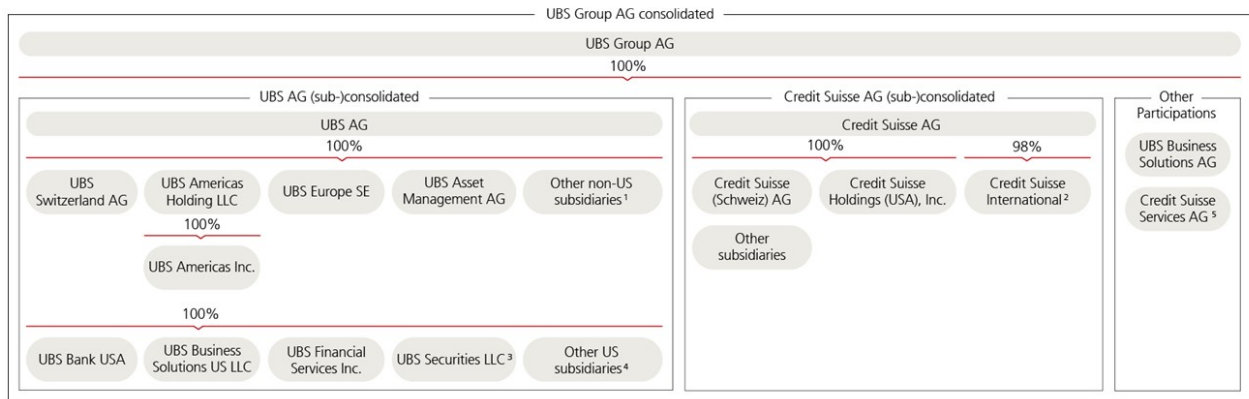 UBS Group AG consolidated
UBS Group AG
100%
UBS AG (sub-)consolidated
UBS AG
100%
UBS
Switzerland AG
UBS Americas
Holding LLC
UBS Europe SE
UBS Asset
Management AG
Other non-US
subsidiaries¹
100%
UBS Americas Inc.
100%
UBS Bank USA
UBS Business
Solutions US LLC
UBS Financial
Services Inc.
UBS Securities LLC³
Other US
subsidiaries⁴
Credit Suisse AG (sub-)consolidated
Credit Suisse AG
100%
98%
Credit Suisse
(Schweiz) AG
Credit Suisse
Holdings (USA), Inc.
Credit Suisse
International²
Other
subsidiaries
Other
Participations
UBS Business
Solutions AG
Credit Suisse
Services AG⁵